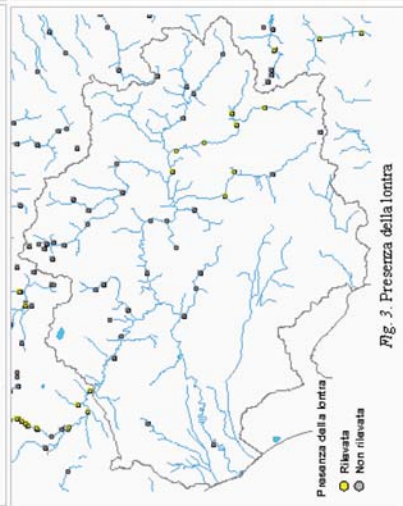 Presenza della lontra
Rilevata
Non rilevata
Fig. 3. Presenza della lontra